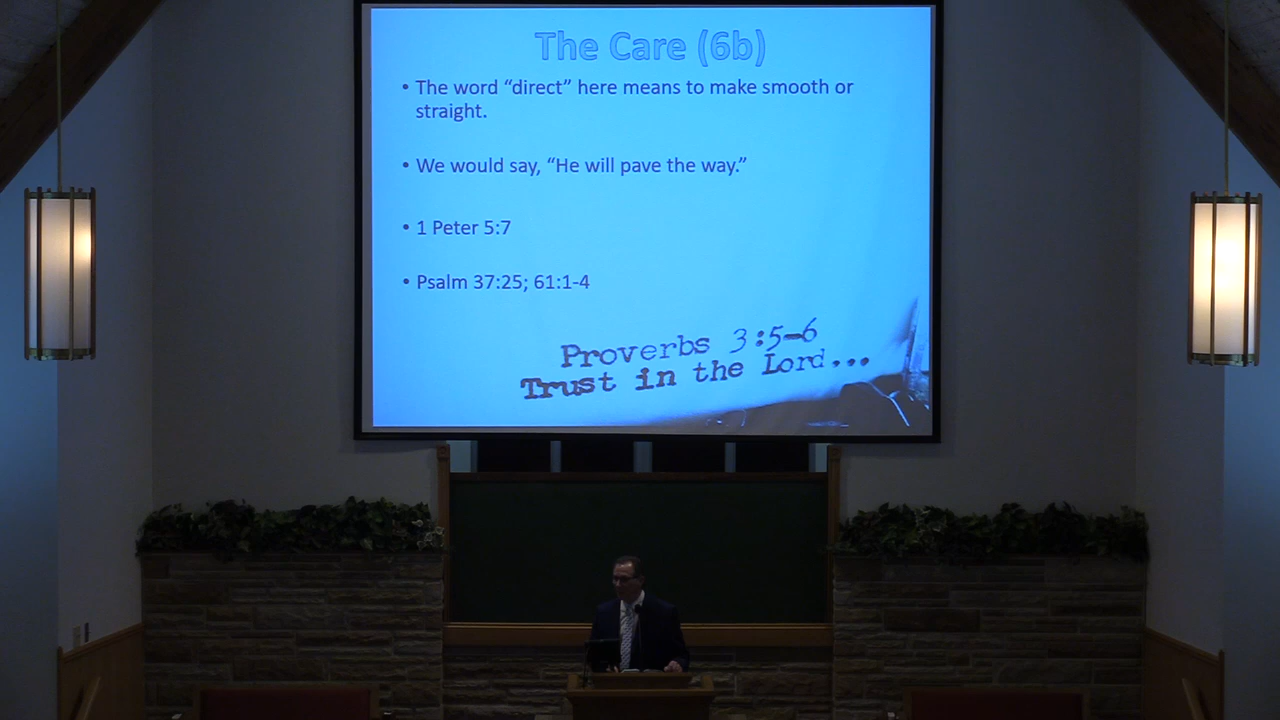 The Care (6b)
• The word “direct” here means to make smooth or
straight.
• We would say, “He will pave the way.”
• 1 Peter 5:7
• Psalm 37:25; 61:1-4
Proverbs 3:5-6
Trust in the Lord...